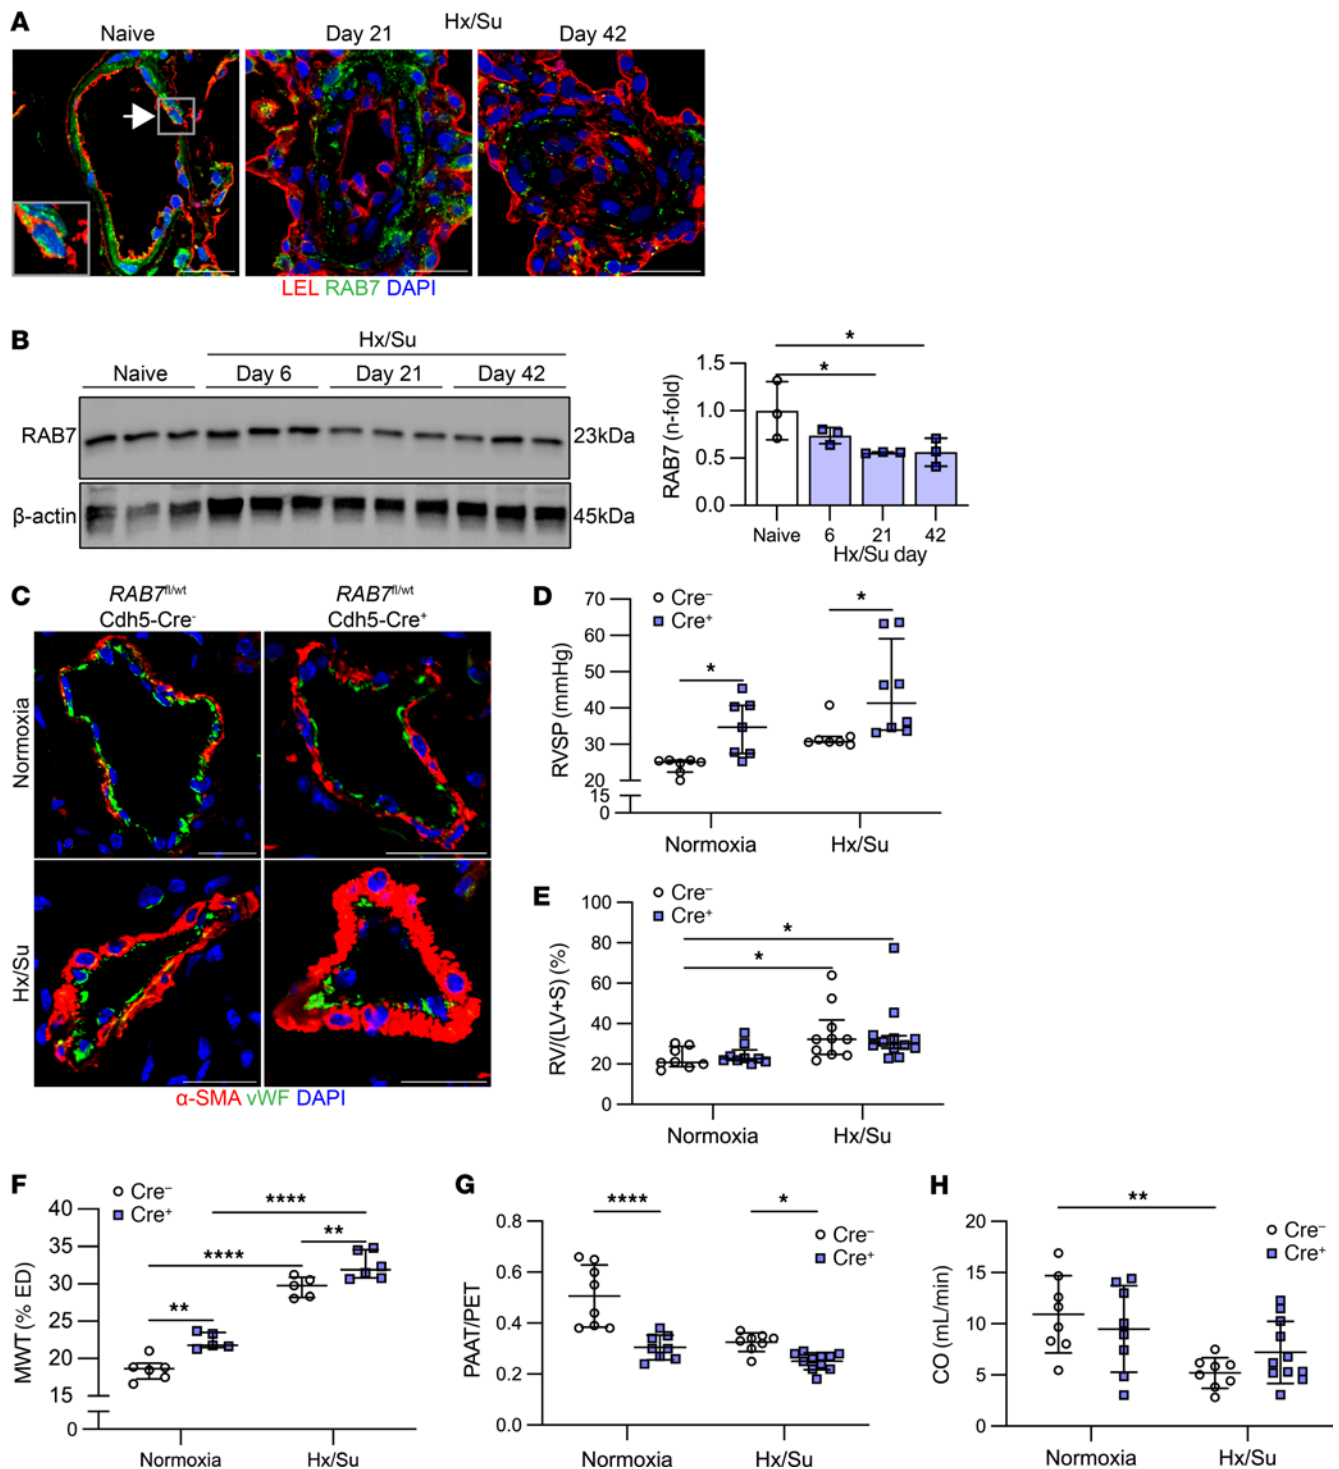 A
Hx/Su
Naive
Day 21
Day 42
LEL RAB7 DAPI
B
Hx/Su
Naive
Day 6
Day 21
Day 42
RAB7
23kDa
β-actin
45kDa
*
*
RAB7 (n-fold)
1.5
1.0
0.5
0.0
Naive
6
21
42
Hx/Su day
C
RAB7fl/wt
Cdh5-Cre-
RAB7fl/wt
Cdh5-Cre+
Normoxia
Hx/Su
α-SMA vWF DAPI
D
Cre–
Cre+
*
*
RVSP (mmHg)
70
60
50
40
30
20
15
0
Normoxia
Hx/Su
E
Cre–
Cre+
*
*
RV/(LV+S) (%)
100
80
60
40
20
0
Normoxia
Hx/Su
F
Cre–
Cre+
****
****
**
**
MWT (% ED)
40
35
30
25
20
15
0
Normoxia
Hx/Su
G
****
*
Cre–
Cre+
PAAT/PET
0.8
0.6
0.4
0.2
0.0
Normoxia
Hx/Su
H
**
Cre–
Cre+
CO (mL/min)
20
15
10
5
0
Normoxia
Hx/Su